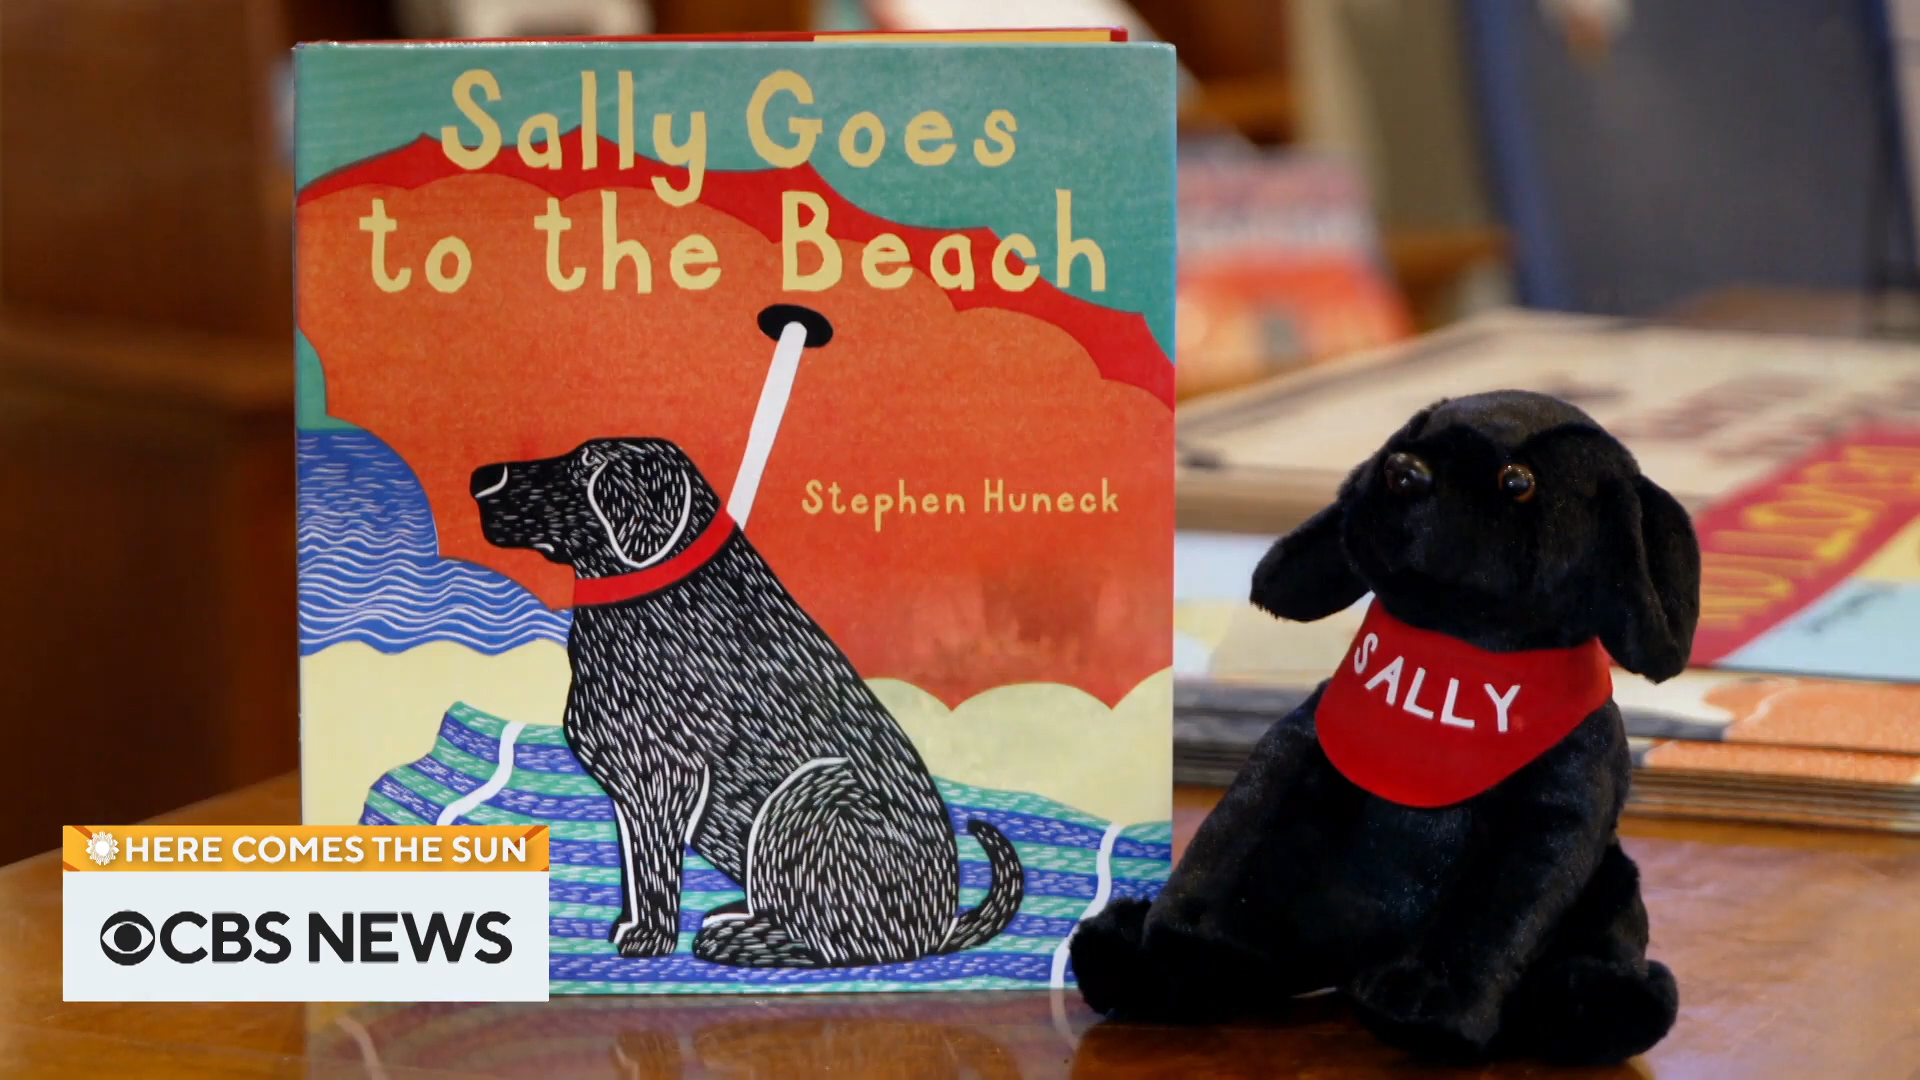 Sally Goes
to the Beach
Stephen Huneck
SALLY
HERE COMES THE SUN
CBS NEWS